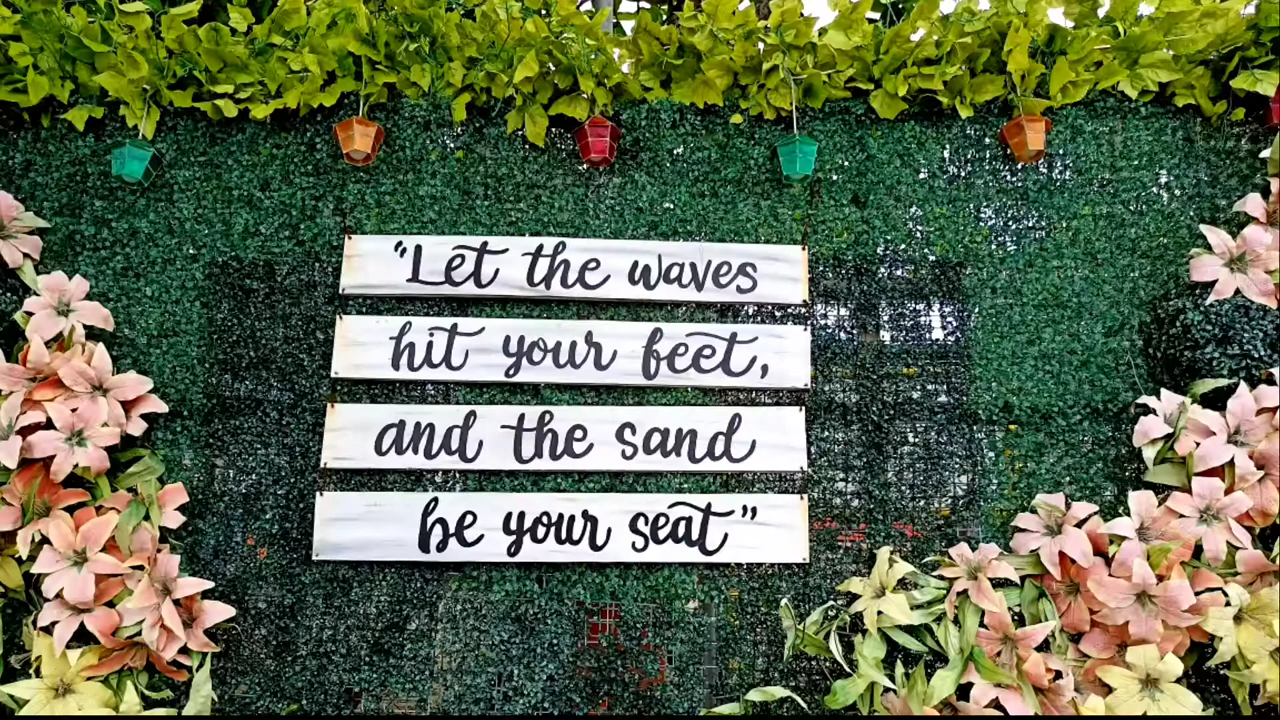 "Let the waves
hit your feet,
and the sand
be your seat"